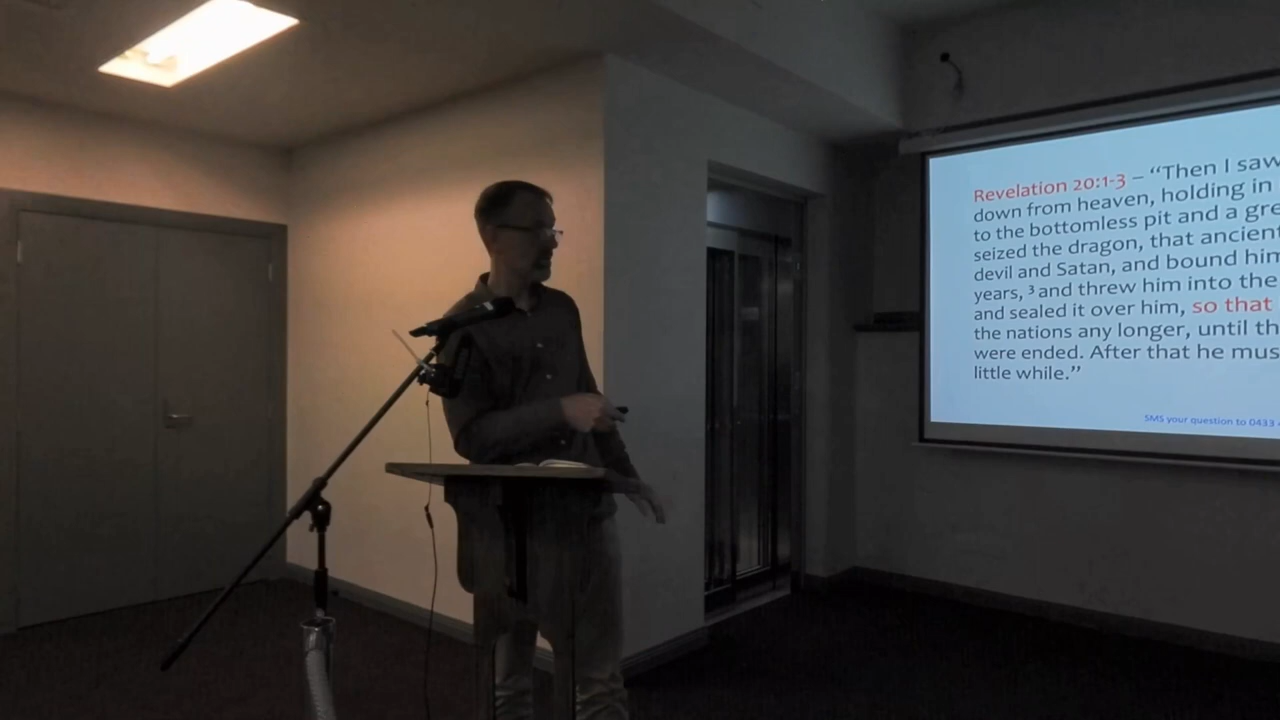 Revelation 20:1-3 – “Then I saw
down from heaven, holding in
to the bottomless pit and a gre
seized the dragon, that ancient
devil and Satan, and bound him
years, ³ and threw him into the
and sealed it over him, so that
the nations any longer, until th
were ended. After that he mus
little while.”
SMS your question to 0433